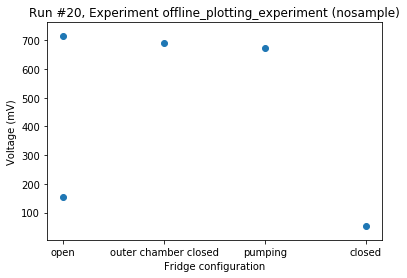 Run #20, Experiment offline_plotting_experiment (nosample)
Voltage (mV)
700
600
500
400
300
200
100
open outer chamber closed pumping closed
Fridge configuration